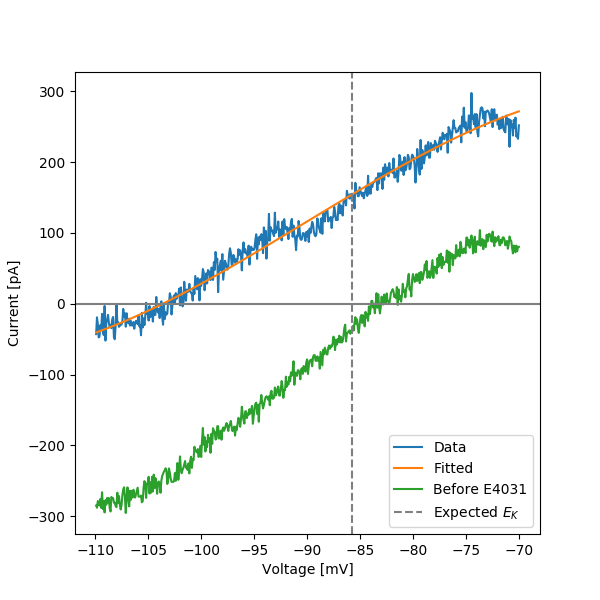 300
200
100
0
−100
−200
−300
Current [pA]
Data
Fitted
Before E4031
Expected $E_K$
−110 −105 −100 −95 −90 −85 −80 −75 −70
Voltage [mV]